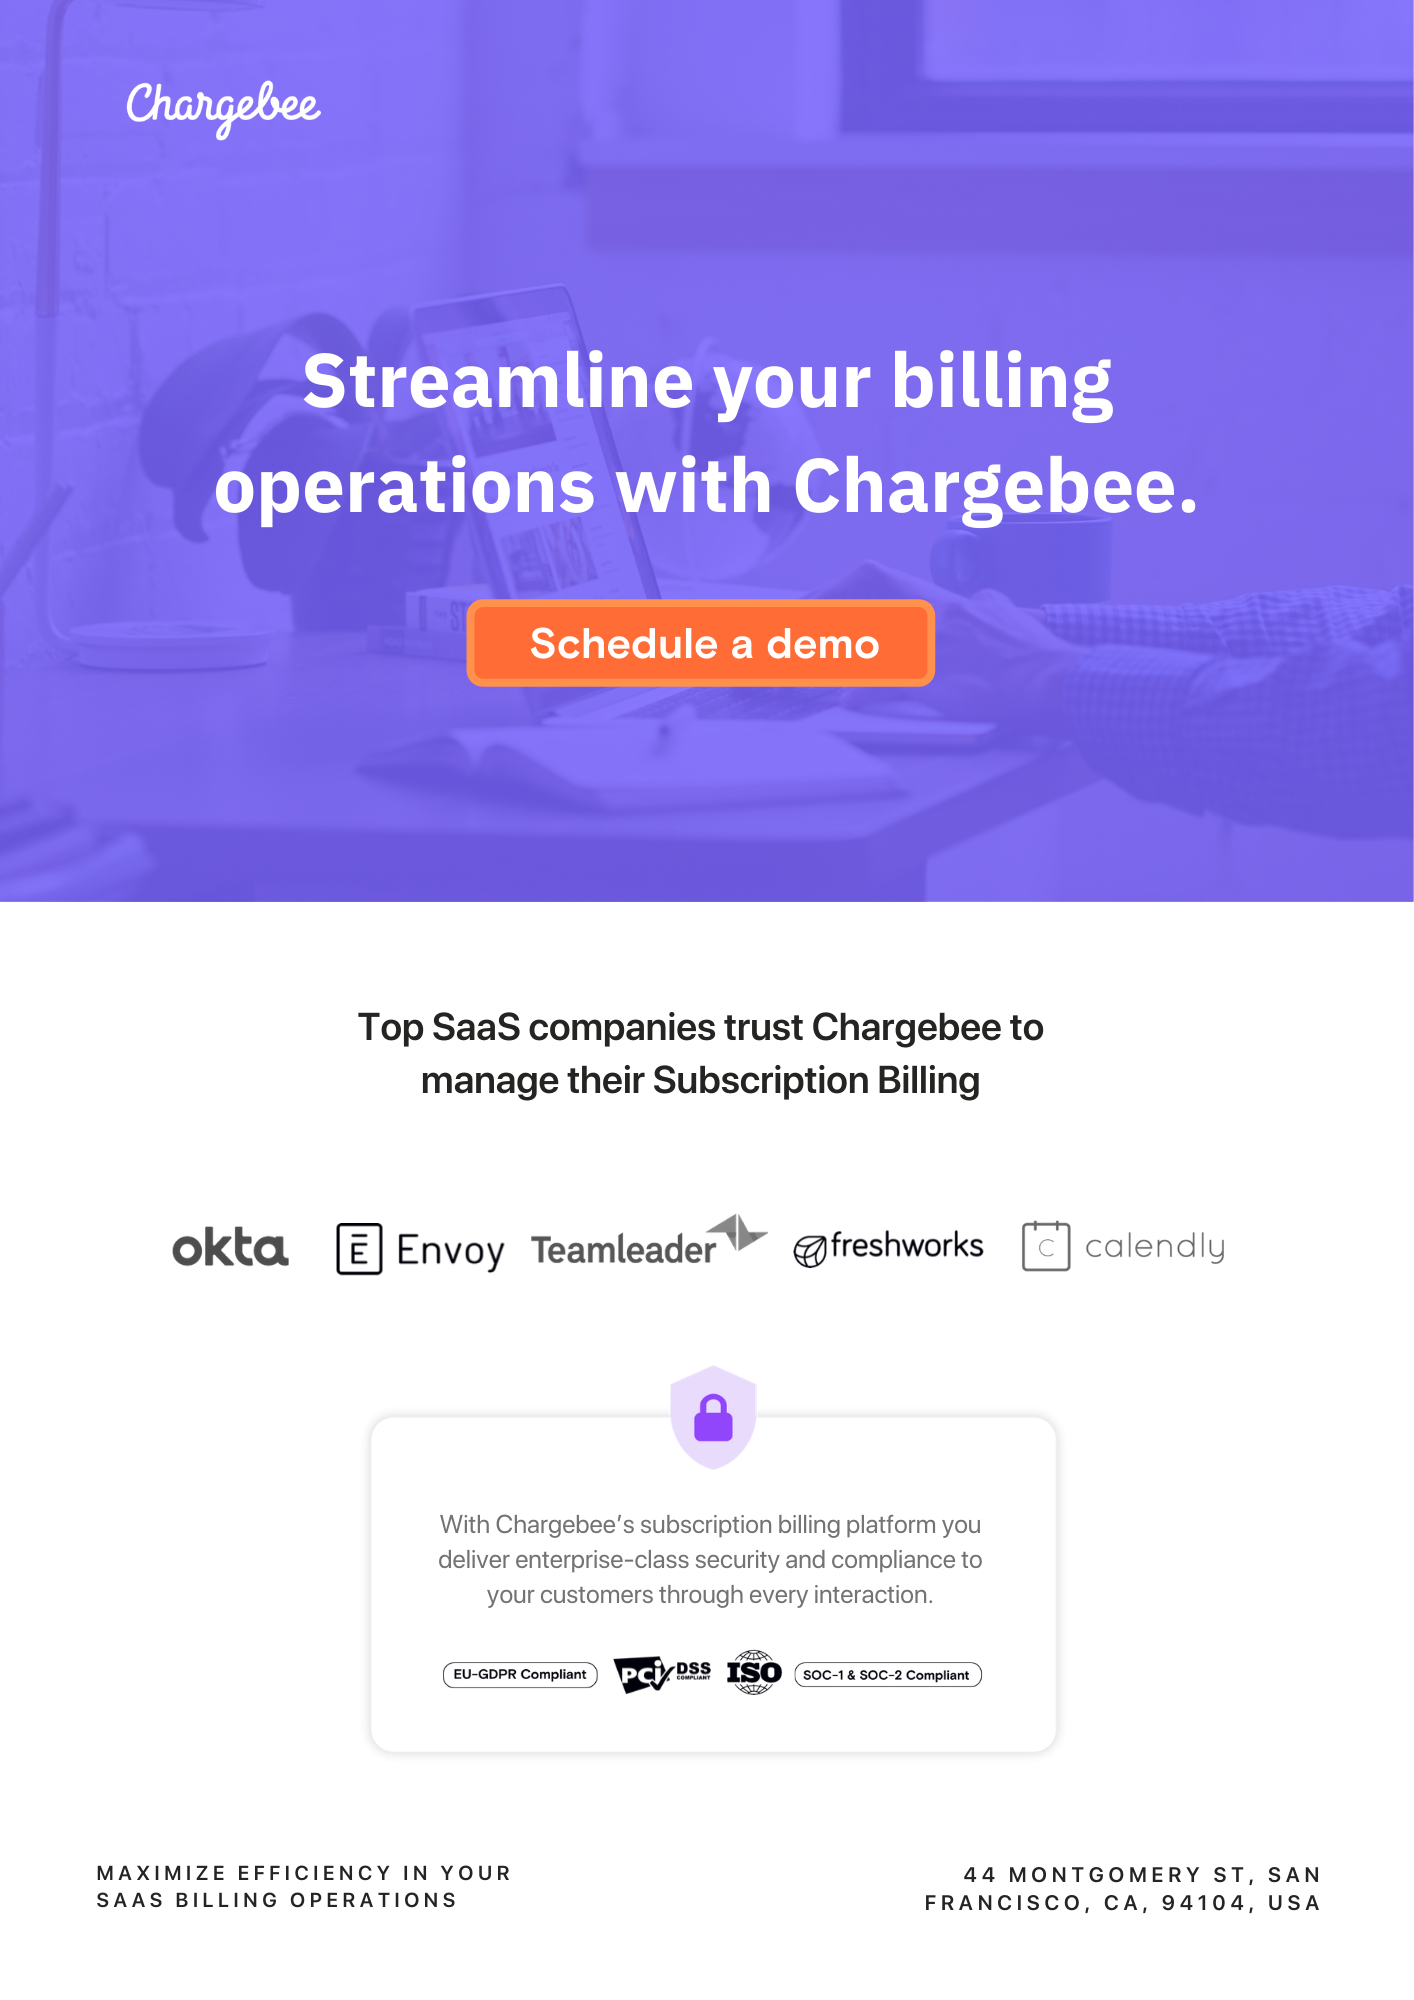 Chargebee
Streamline your billing
operations with Chargebee.
Schedule a demo
Top SaaS companies trust Chargebee to
manage their Subscription Billing
okta
E Envoy
Teamleader
freshworks
C calendly
With Chargebee’s subscription billing platform you
deliver enterprise-class security and compliance to
your customers through every interaction.
EU-GDPR Compliant
PCI DSS
COMPLIANT
ISO
SOC-1 & SOC-2 Compliant
MAXIMIZE EFFICIENCY IN YOUR
SAAS BILLING OPERATIONS
44 MONTGOMERY ST, SAN
FRANCISCO, CA, 94104, USA